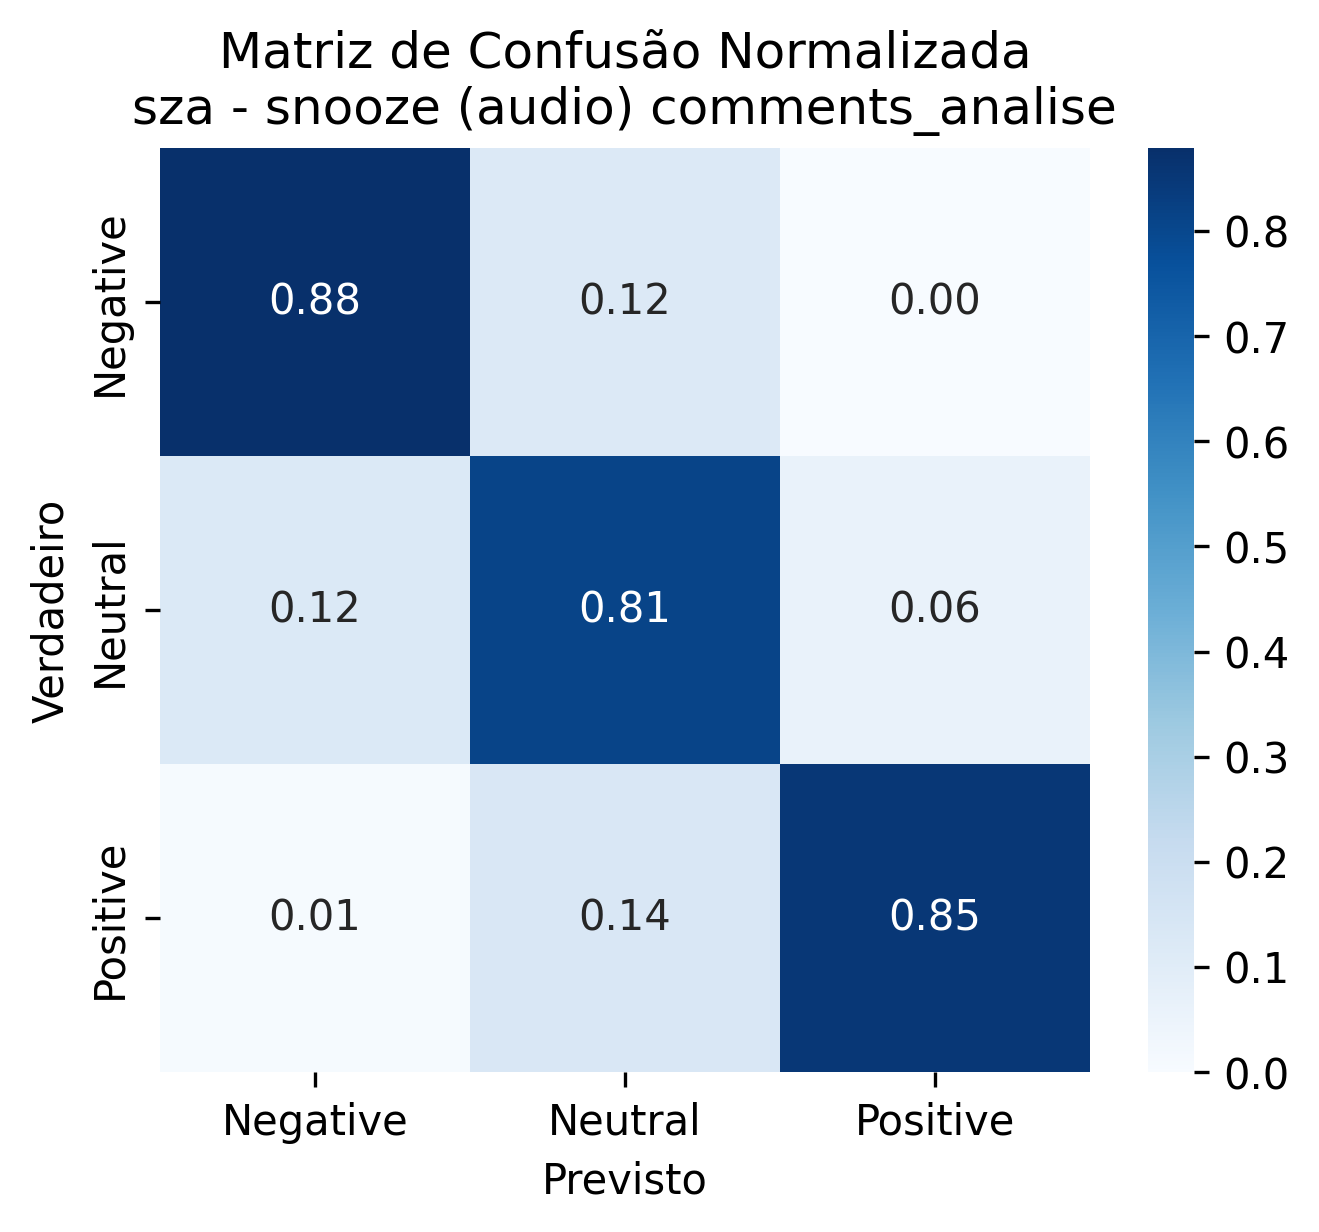 Matriz de Confusão Normalizada
sza - snooze (audio) comments_analise
Verdadeiro
Negative
0.88
0.12
0.00
Neutral
0.12
0.81
0.06
Positive
0.01
0.14
0.85
Negative
Neutral
Positive
Previsto
0.8
0.7
0.6
0.5
0.4
0.3
0.2
0.1
0.0